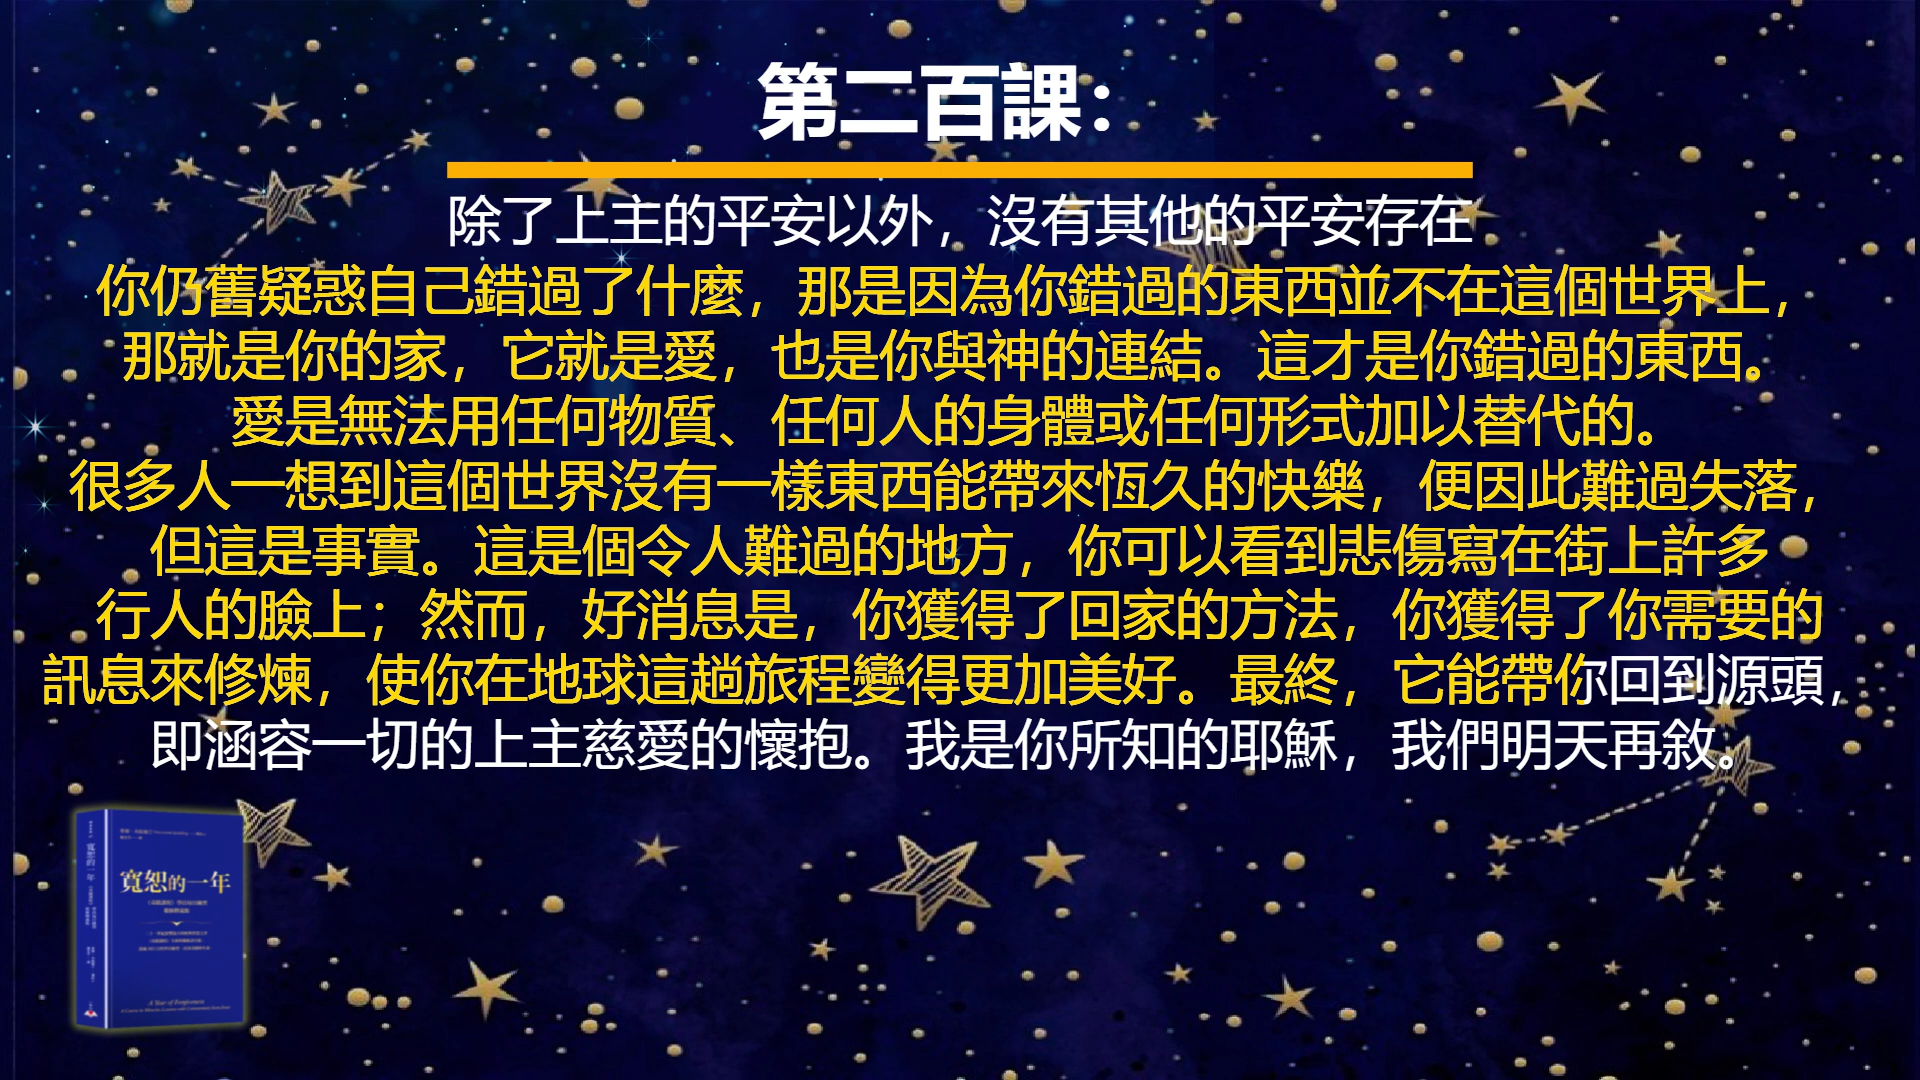 第二百課：
除了上主的平安以外，沒有其他的平安存在
你仍舊疑惑自己錯過了什麼，那是因為你錯過的東西並不在這個世界上，
那就是你的家，它就是愛，也是你與神的連結。這才是你錯過的東西。
愛是無法用任何物質、任何人的身體或任何形式加以替代的。
很多人一想到這個世界沒有一樣東西能帶來恆久的快樂，便因此難過失落，
但這是事實。這是個令人難過的地方，你可以看到悲傷寫在街上許多
行人的臉上；然而，好消息是，你獲得了回家的方法，你獲得了你需要的
訊息來修煉，使你在地球這趟旅程變得更加美好。最終，它能帶你回到源頭，
即涵容一切的上主慈愛的懷抱。我是你所知的耶穌，我們明天再敘。
寬恕的一年
寬恕的一年
A Year of Forgiveness